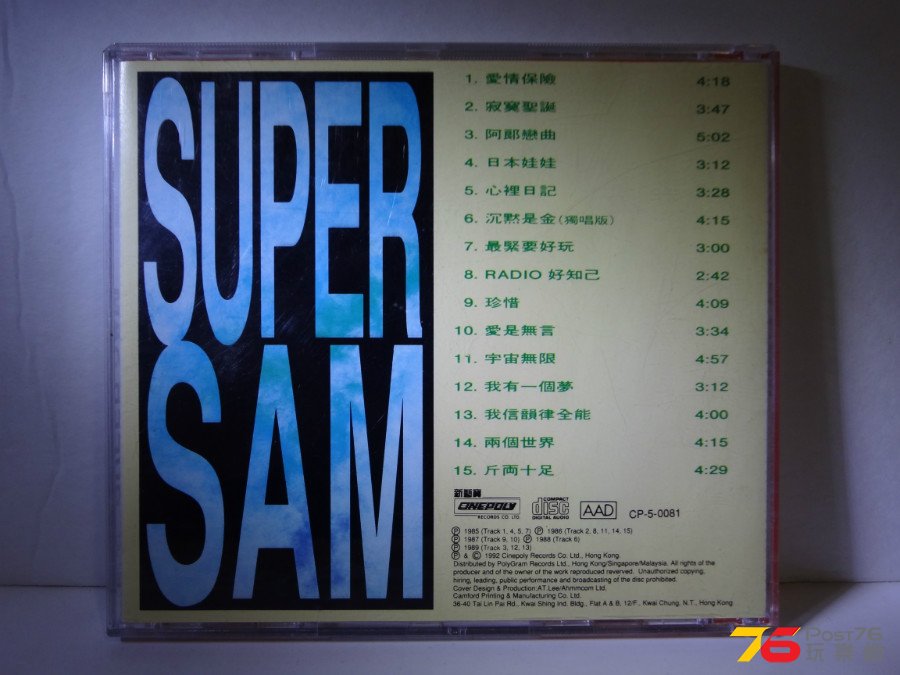 SUPER
SAM
1. 愛情保險 4:18
2. 寂寞聖誕 3:47
3. 阿郎戀曲 5:02
4. 日本娃娃 3:12
5. 心裡日記 3:28
6. 沉默是金(獨唱版) 4:15
7. 最緊要好玩 3:00
8. RADIO 好知己 2:42
9. 珍惜 4:09
10. 愛是無言 3:34
11. 宇宙無限 4:57
12. 我有一個夢 3:12
13. 我信韻律全能 4:00
14. 兩個世界 4:15
15. 斤両十足 4:29
新藝寶
CINEPOLY
RECORDS CO. LTD.
COMPACT
disc
DIGITAL AUDIO
AAD
CP-5-0081
℗ 1985 (Track 1, 4, 5, 7) ℗ 1986 (Track 2, 8, 11, 14, 15)
℗ 1987 (Track 9, 10) ℗ 1988 (Track 6)
℗ 1989 (Track 3, 12, 13)
℗ & © 1992 Cinepoly Records Co. Ltd., Hong Kong.
Distributed by PolyGram Records Ltd., Hong Kong/Singapore/Malaysia. All rights of the
producer and of the owner of the work reproduced reverved. Unauthorized copying,
hiring, leading, public performance and broadcasting of the disc prohibited.
Cover Design & Production:AT.Lee/Ahmimcom Ltd.
Camford Printing & Manufacturing Co. Ltd.
36-40 Tai Lin Pai Rd., Kwai Shing Ind. Bldg., Flat A & B, 12/F., Kwai Chung, N.T., Hong Kong.
76 Post76
玩樂品